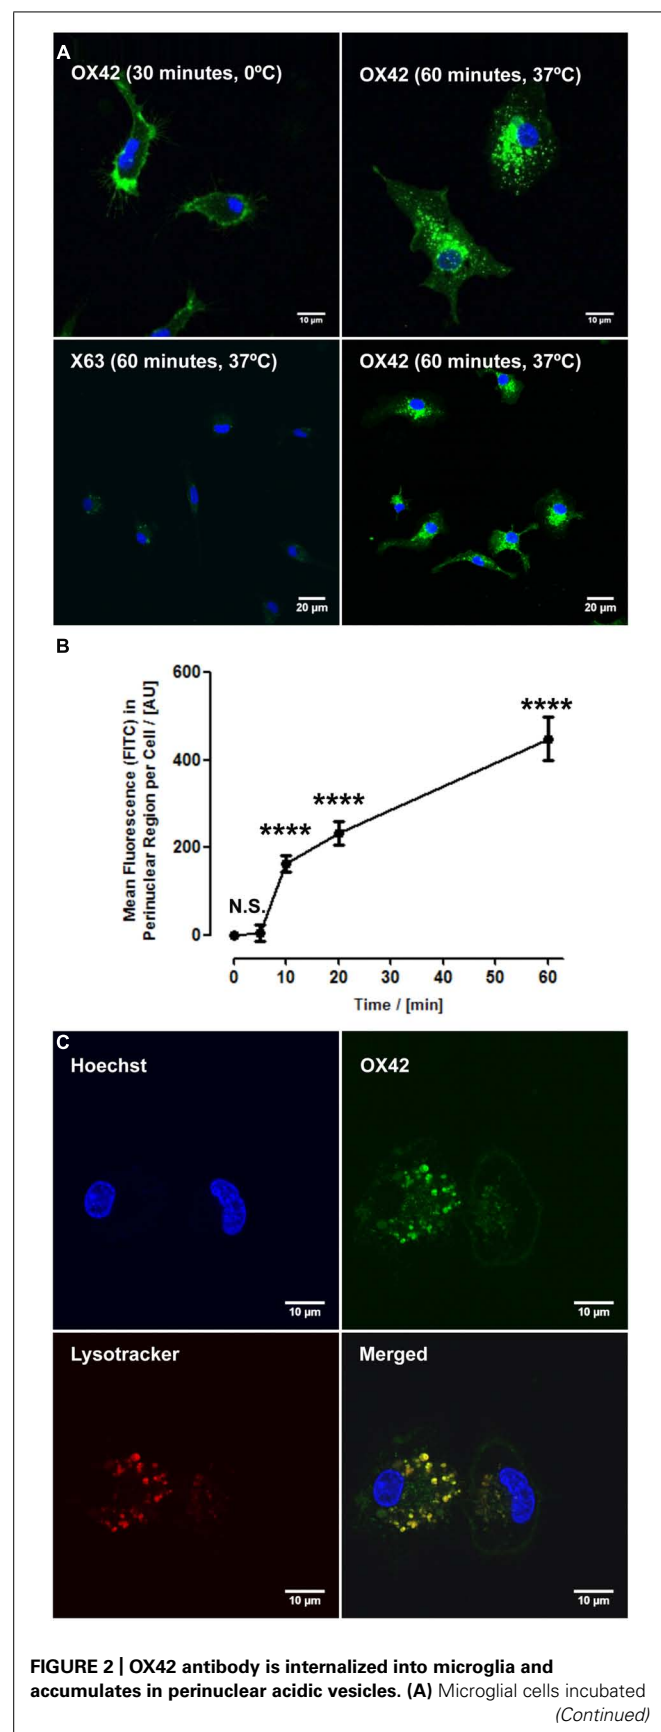 A
OX42 (30 minutes, 0ºC)
OX42 (60 minutes, 37ºC)
10 µm
10 µm
X63 (60 minutes, 37ºC)
OX42 (60 minutes, 37ºC)
20 µm
20 µm
B
Mean Fluorescence (FITC) in
Perinuclear Region per Cell / [AU]
600
400
200
0
N.S.
****
****
****
0 10 20 30 40 50 60
Time / [min]
C
Hoechst
OX42
10 µm
10 µm
Lysotracker
Merged
10 µm
10 µm
FIGURE 2 | OX42 antibody is internalized into microglia and
accumulates in perinuclear acidic vesicles. (A) Microglial cells incubated
(Continued)